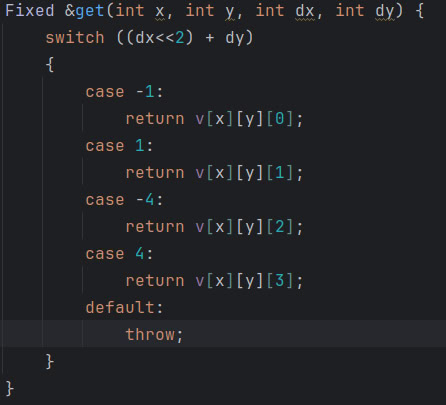 Fixed &get(int x, int y, int dx, int dy) {
    switch ((dx<<2) + dy)
    {
        case -1:
            return v[x][y][0];
        case 1:
            return v[x][y][1];
        case -4:
            return v[x][y][2];
        case 4:
            return v[x][y][3];
        default:
            throw;
    }
}